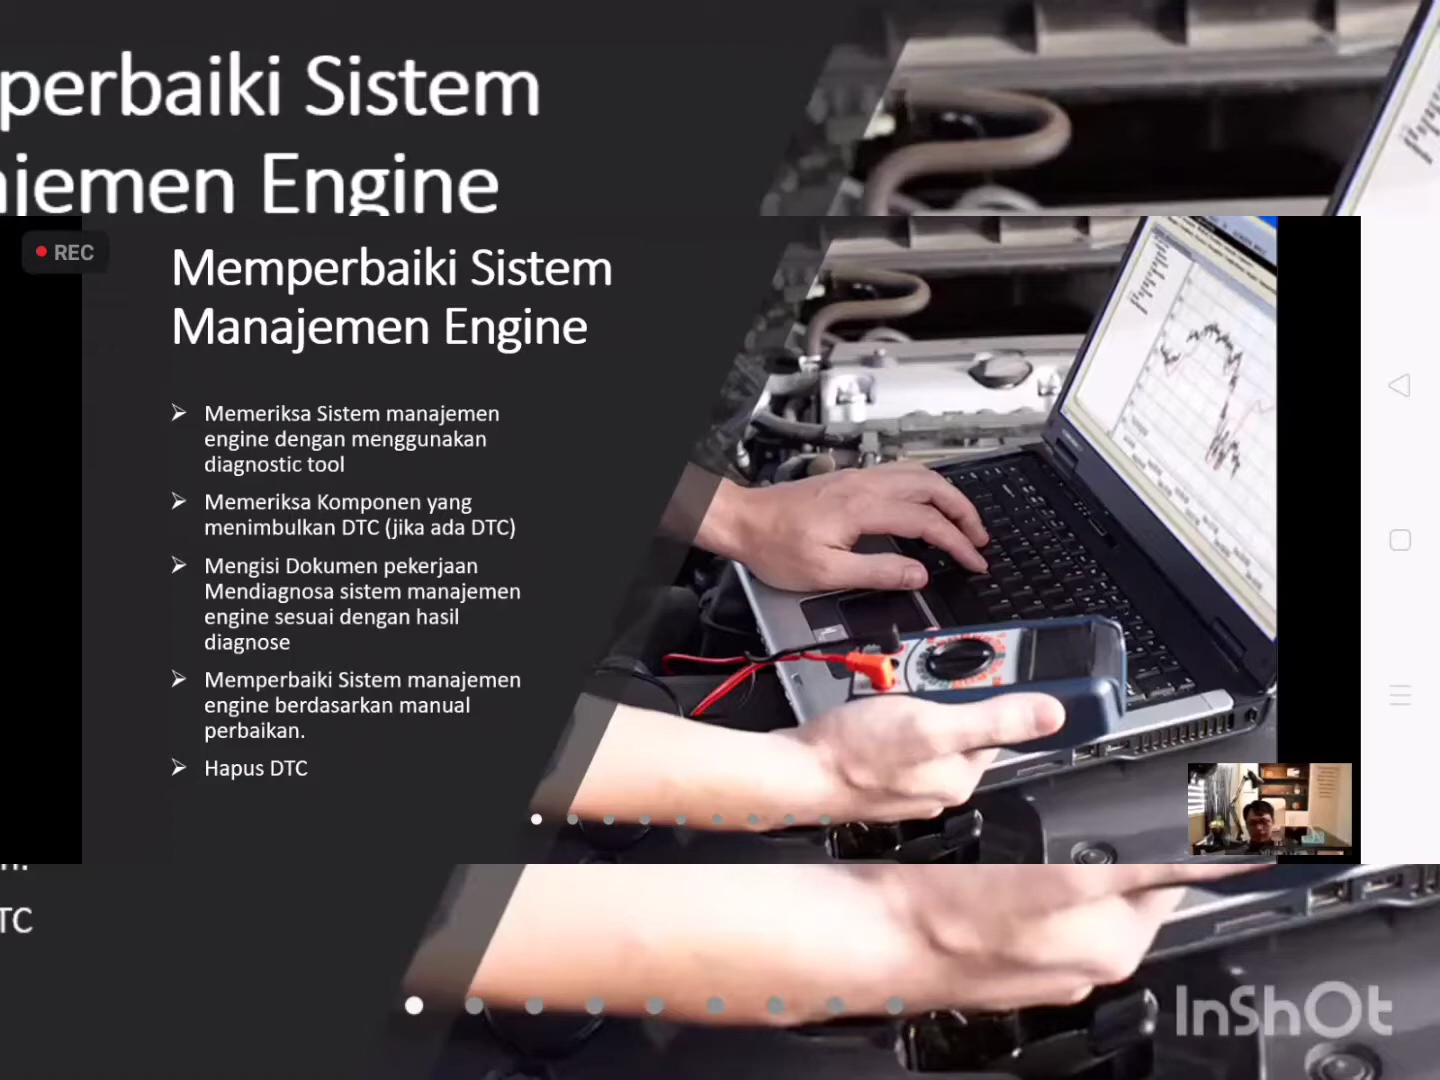 perbaiki Sistem
ajemen Engine
REC
Memperbaiki Sistem
Manajemen Engine
➢ Memeriksa Sistem manajemen
engine dengan menggunakan
diagnostic tool
➢ Memeriksa Komponen yang
menimbulkan DTC (jika ada DTC)
➢ Mengisi Dokumen pekerjaan
Mendiagnosa sistem manajemen
engine sesuai dengan hasil
diagnose
➢ Memperbaiki Sistem manajemen
engine berdasarkan manual
perbaikan.
➢ Hapus DTC
TC
InShOt